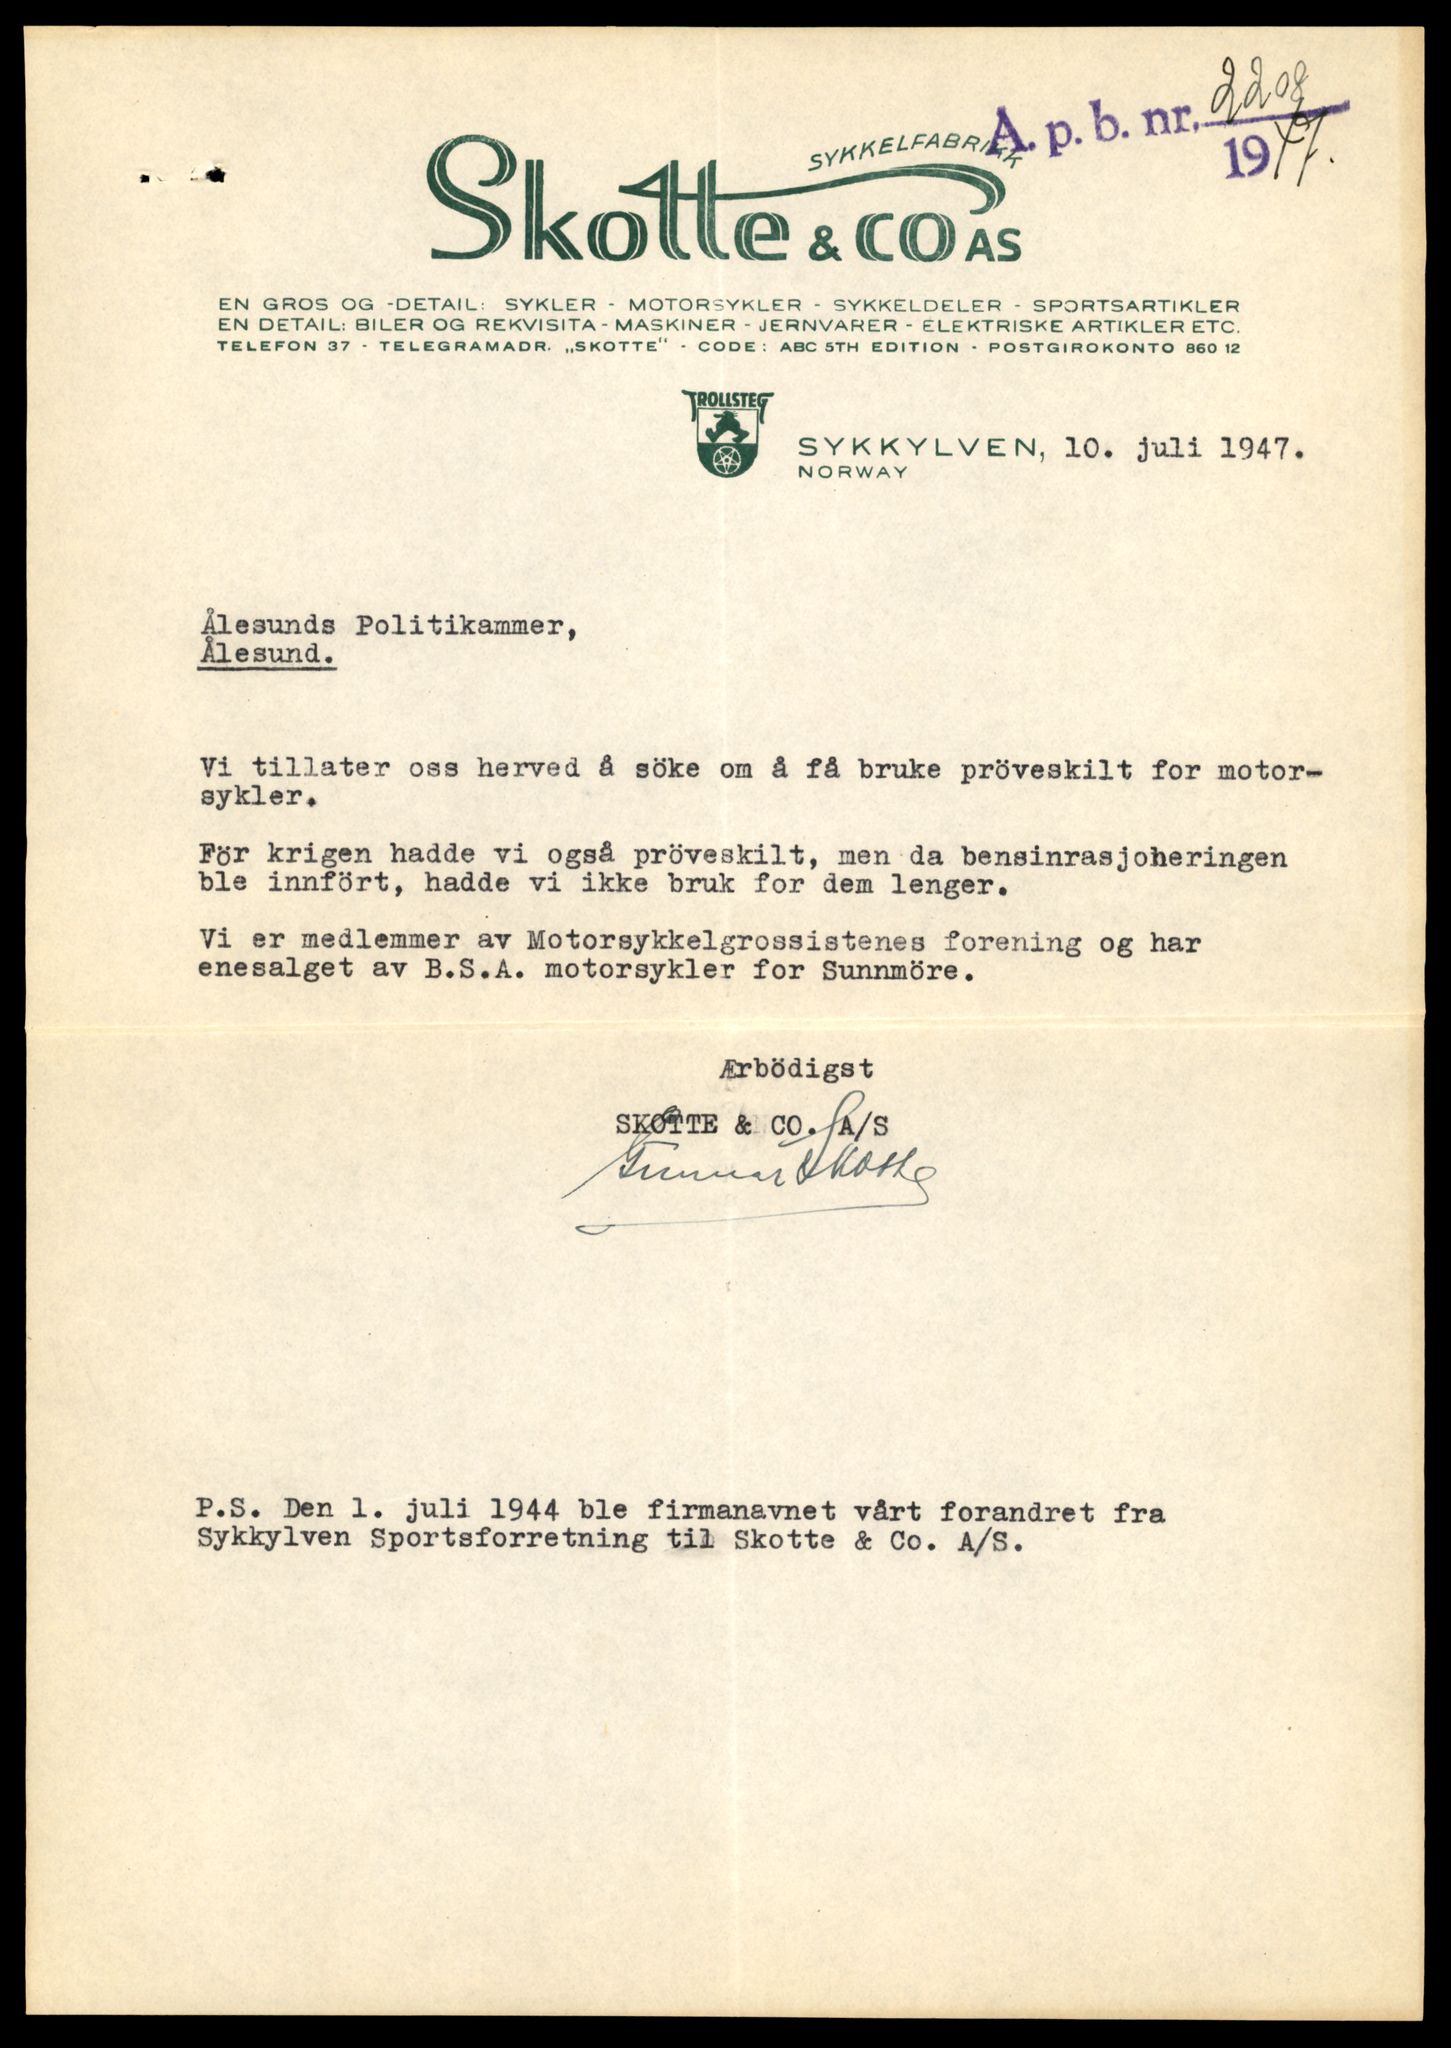 A. p. b. nr. 2208
1947.
SYKKELFABRIKK
Skotte & CO AS
EN GROS OG -DETAIL: SYKLER - MOTORSYKLER - SYKKELDELER - SPORTSARTIKLER
EN DETAIL: BILER OG REKVISITA - MASKINER - JERNVARER - ELEKTRISKE ARTIKLER ETC.
TELEFON 37 - TELEGRAMADR. „SKOTTE" - CODE: ABC 5TH EDITION - POSTGIROKONTO 860 12
TROLLSTEG
SYKKYLVEN, 10. juli 1947.
NORWAY
Ålesunds Politikammer,
Ålesund.
Vi tillater oss herved å söke om å få bruke pröveskilt for motor-
sykler.
För krigen hadde vi også pröveskilt, men da bensinrasjoneringen
ble innfört, hadde vi ikke bruk for dem lenger.
Vi er medlemmer av Motorsykkelgrossistenes forening og har
enesalget av B.S.A. motorsykler for Sunnmöre.
Ærbödigst
SKOTTE & CO. A/S
Gunnar Skotte
P.S. Den 1. juli 1944 ble firmanavnet vårt forandret fra
Sykkylven Sportsforretning til Skotte & Co. A/S.